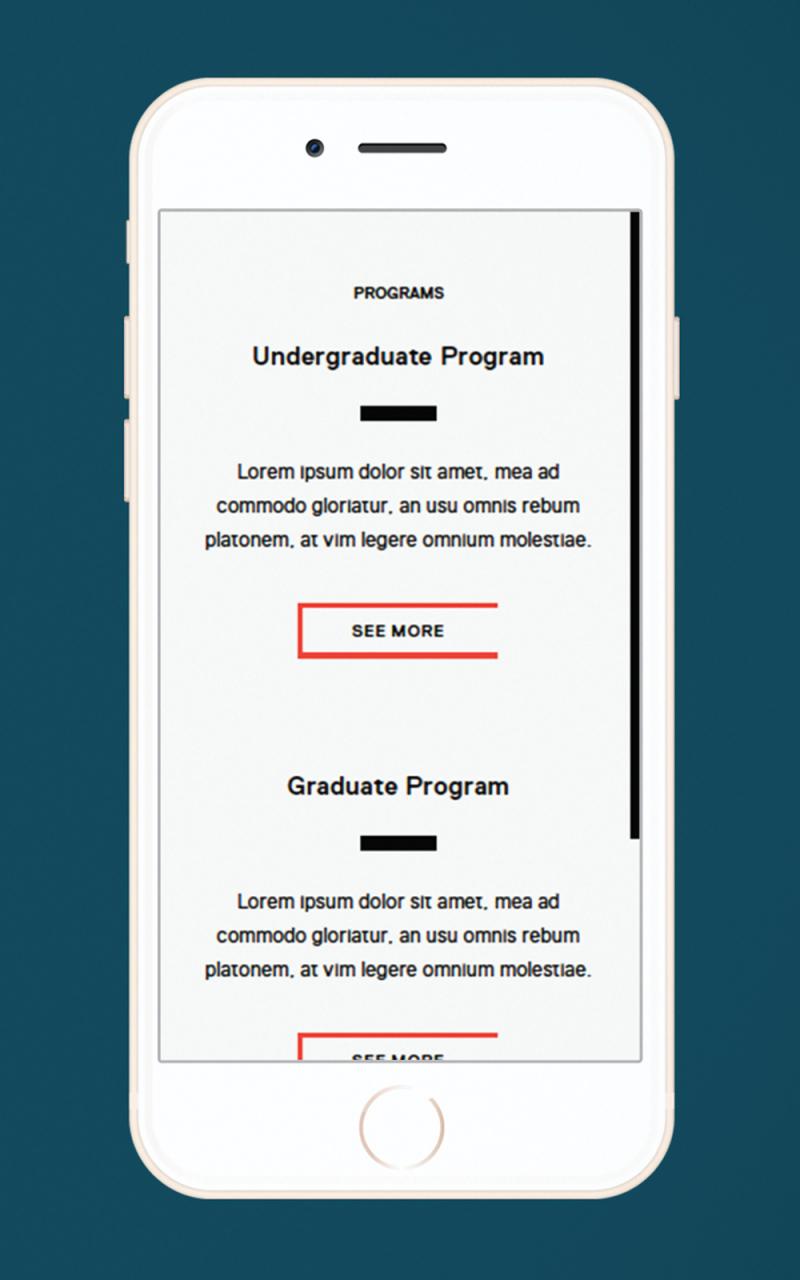 PROGRAMS
Undergraduate Program
Lorem ipsum dolor sit amet, mea ad
commodo gloriatur, an usu omnis rebum
platonem, at vim legere omnium molestiae.
SEE MORE
Graduate Program
Lorem ipsum dolor sit amet, mea ad
commodo gloriatur, an usu omnis rebum
platonem, at vim legere omnium molestiae.
SEE MORE